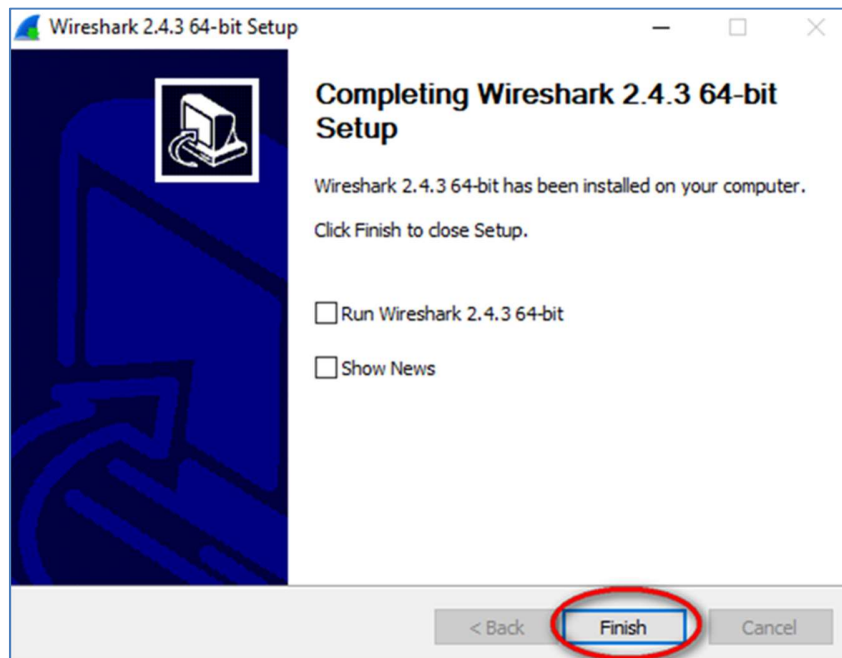 Wireshark 2.4.3 64-bit Setup
Completing Wireshark 2.4.3 64-bit
Setup
Wireshark 2.4.3 64-bit has been installed on your computer.
Click Finish to close Setup.
Run Wireshark 2.4.3 64-bit
Show News
< Back Finish Cancel